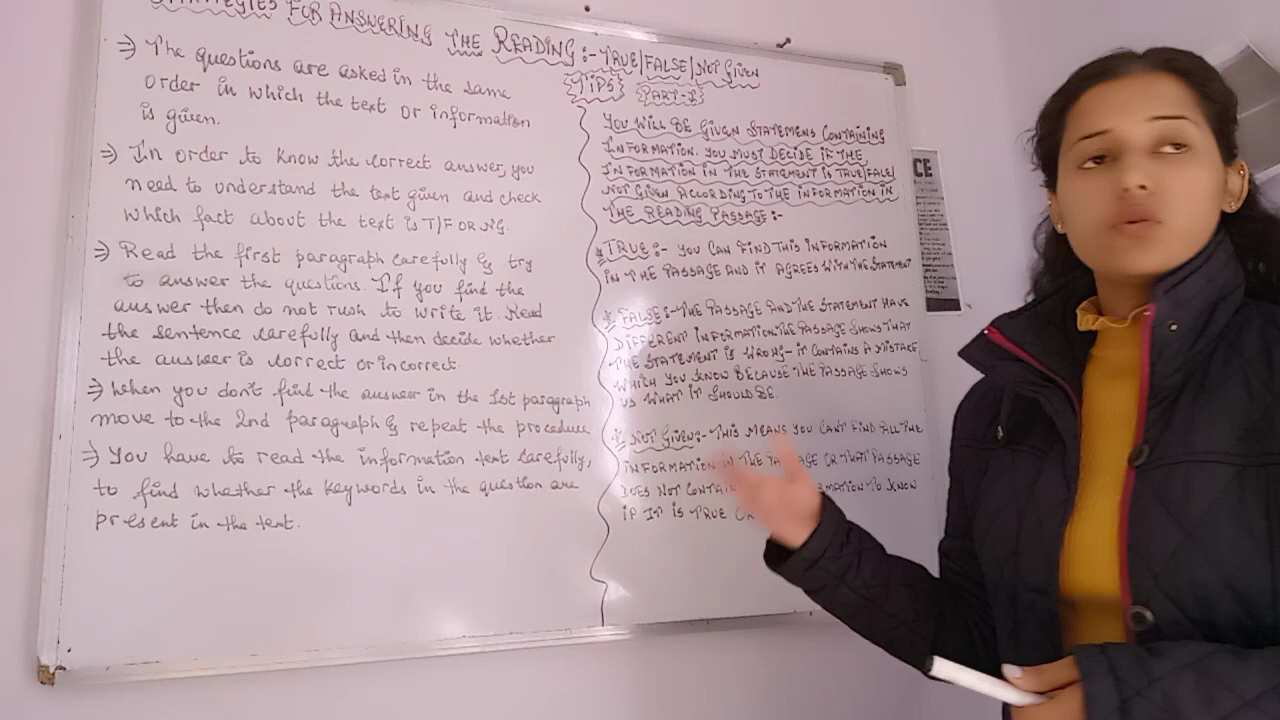 STRATEGIES FOR ANSWERING THE READING :- TRUE/FALSE/NOT GIVEN
TIPS
⇒ The questions are asked in the same
order in which the text or information
is given.
⇒ In order to know the correct answer, you
need to understand the text given and check
which fact about the text is T/F OR NG.
⇒ Read the first paragraph carefully & try
to answer the questions. If you find the
answer then do not rush to write it. Read
the sentence carefully and then decide whether
the answer is correct or incorrect.
⇒ When you don't find the answer in the 1st paragraph
move to the 2nd paragraph & repeat the procedure
⇒ You have to read the information text carefully,
to find whether the keywords in the question are
present in the text.
PART-I
YOU WILL BE GIVEN STATEMENS CONTAINING
INFORMATION. YOU MUST DECIDE IF THE
INFORMATION IN THE STATEMENT IS TRUE/FALE/
NOT GIVEN ACCORDING TO THE INFORMATION IN
THE READING PASSAGE:-
* TRUE:- YOU CAN FIND THIS INFORMATION
IN THE PASSAGE AND IT AGREES WITH THE STATEMENT
* FALSE:- THE PASSAGE AND THE STATEMENT HAVE
DIFFERENT INFORMATION. THE PASSAGE SHOWS THAT
THE STATEMENT IS WRONG - IT CONTAINS A MISTAKE
WHICH YOU KNOW BECAUSE THE PASSAGE SHOWS
US WHAT IT SHOULD BE.
* NOT GIVEN:- THIS MEANS YOU CAN'T FIND ALL THE
INFORMATION IN THE PASSAGE OR THAT PASSAGE
DOES NOT CONTAIN TO KNOW
IF IT IS TRUE
CE